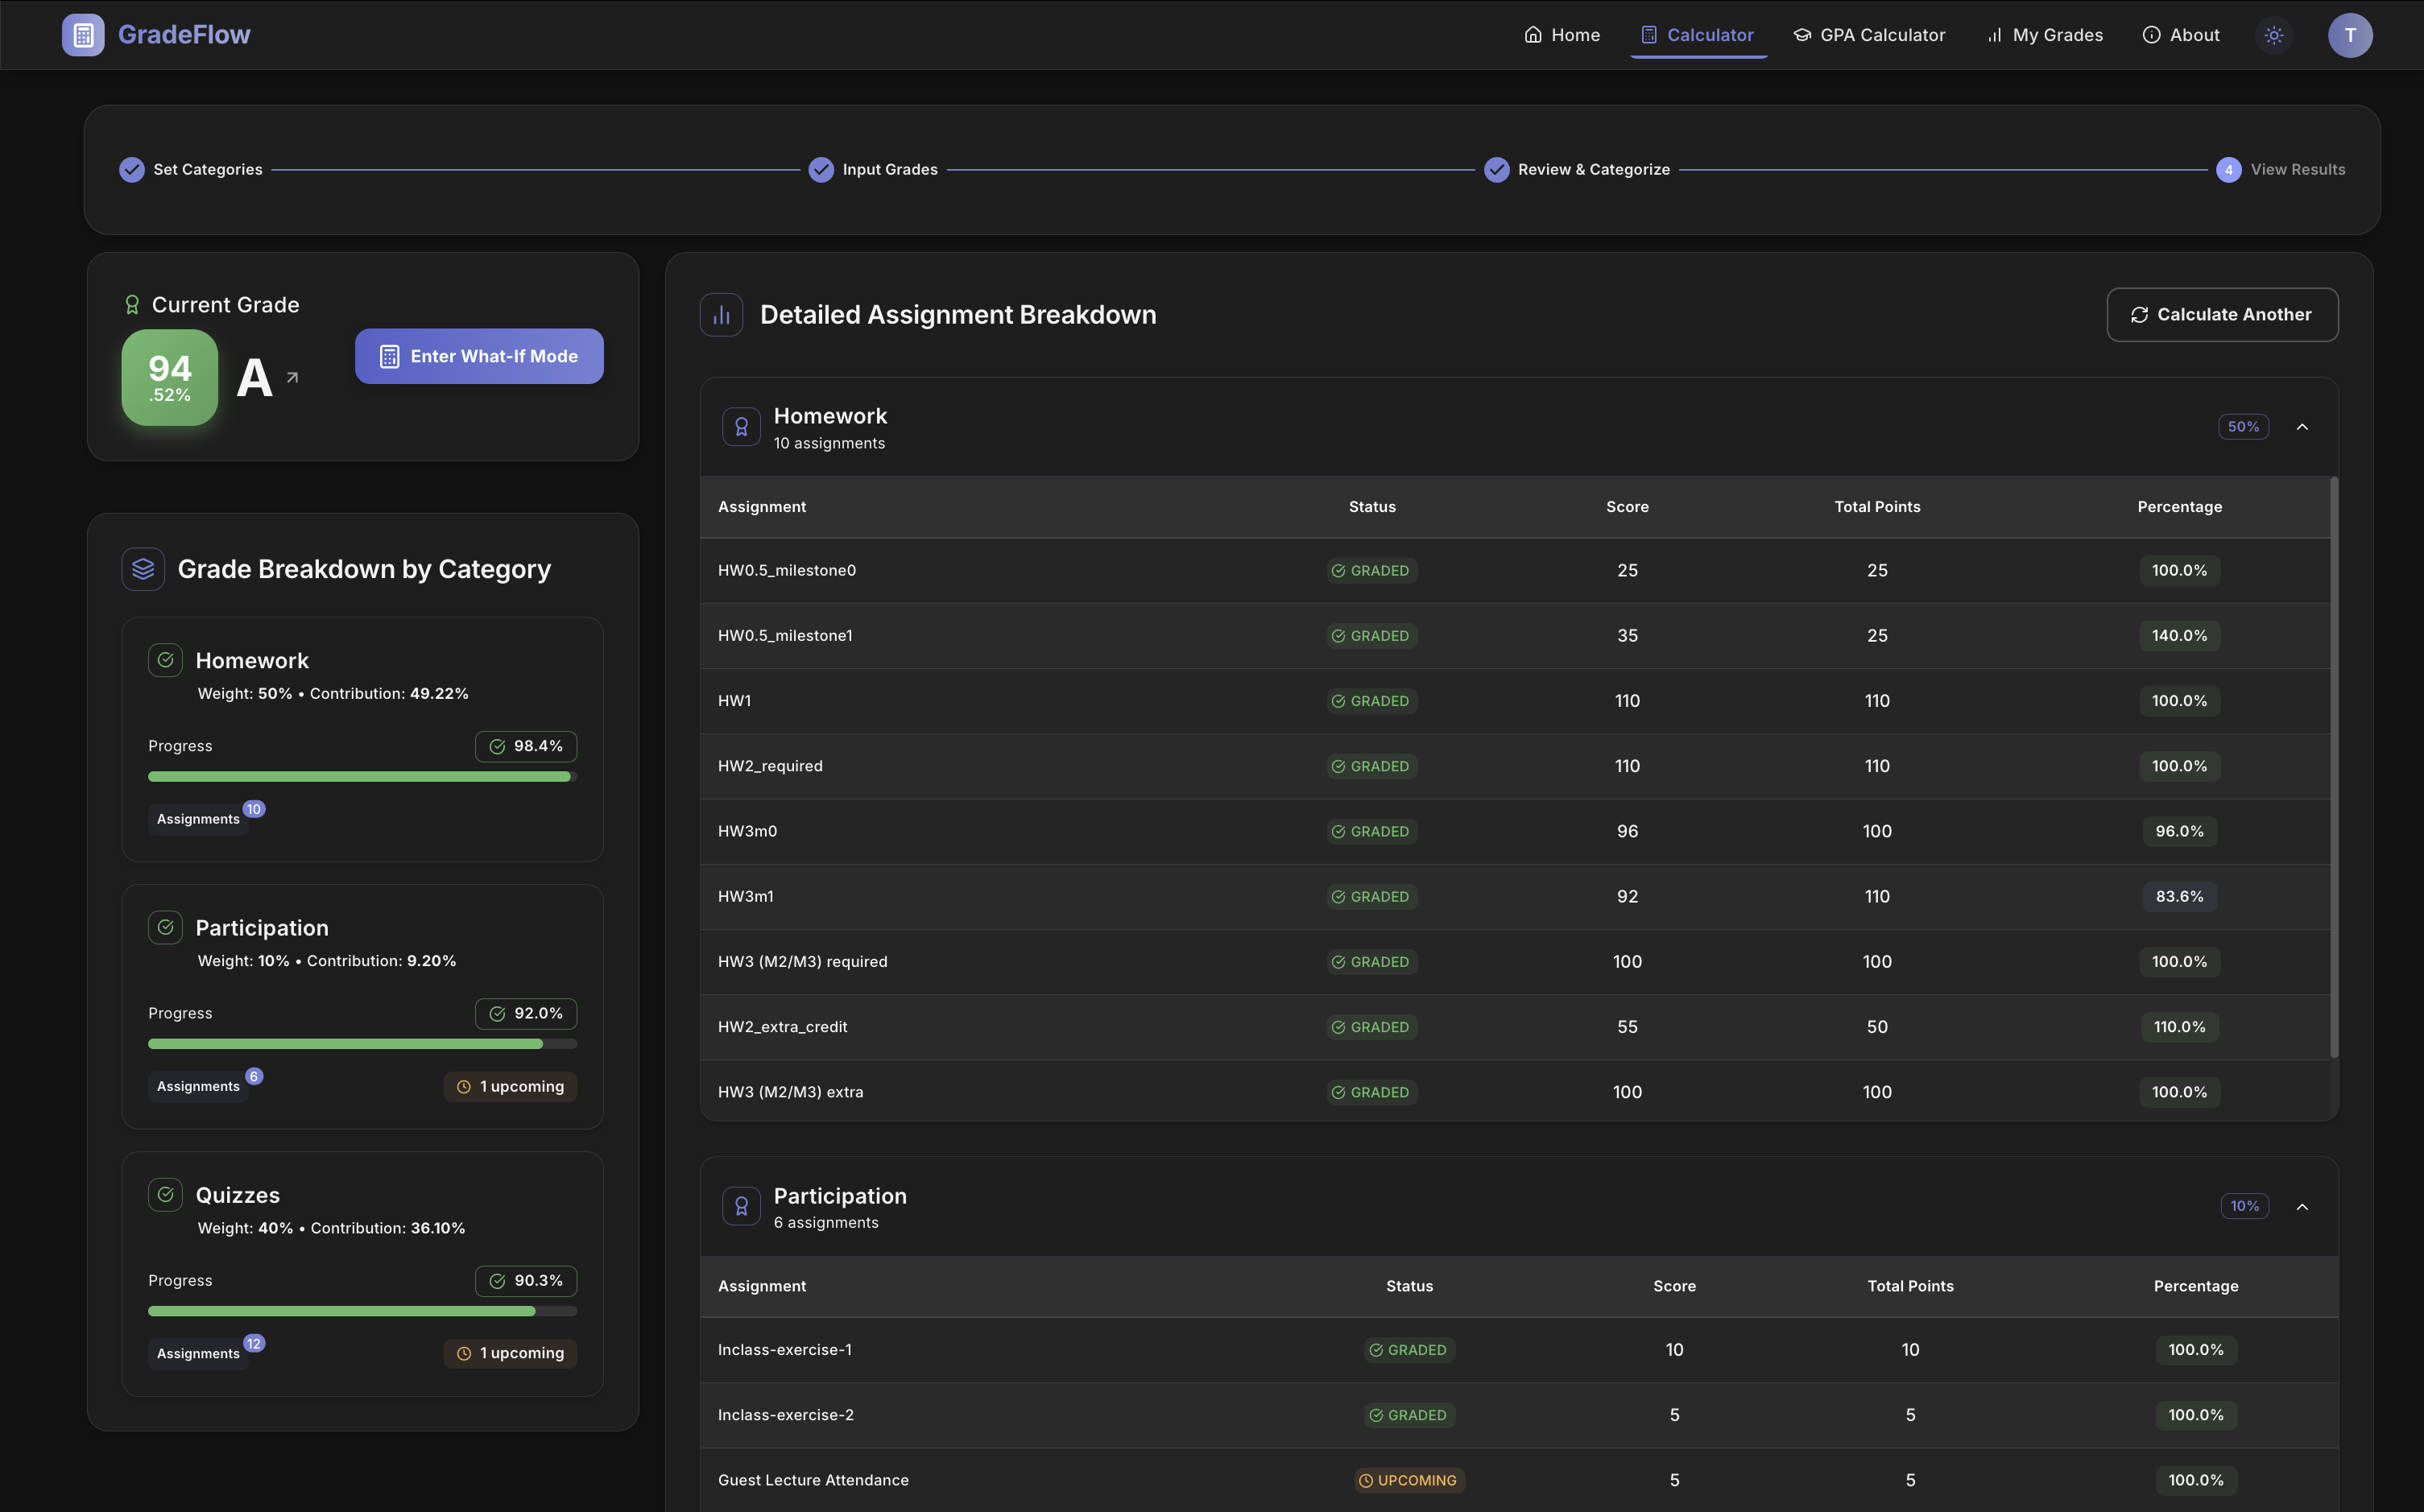 GradeFlow
Home
Calculator
GPA Calculator
My Grades
About
T
Set Categories
Input Grades
Review & Categorize
4 View Results
Current Grade
94
.52%
A
Enter What-If Mode
Grade Breakdown by Category
Homework
Weight: 50% • Contribution: 49.22%
Progress 98.4%
Assignments 10
Participation
Weight: 10% • Contribution: 9.20%
Progress 92.0%
Assignments 6 1 upcoming
Quizzes
Weight: 40% • Contribution: 36.10%
Progress 90.3%
Assignments 12 1 upcoming
Detailed Assignment Breakdown
Calculate Another
Homework
10 assignments
50%
Assignment Status Score Total Points Percentage
HW0.5_milestone0 GRADED 25 25 100.0%
HW0.5_milestone1 GRADED 35 25 140.0%
HW1 GRADED 110 110 100.0%
HW2_required GRADED 110 110 100.0%
HW3m0 GRADED 96 100 96.0%
HW3m1 GRADED 92 110 83.6%
HW3 (M2/M3) required GRADED 100 100 100.0%
HW2_extra_credit GRADED 55 50 110.0%
HW3 (M2/M3) extra GRADED 100 100 100.0%
Participation
6 assignments
10%
Assignment Status Score Total Points Percentage
Inclass-exercise-1 GRADED 10 10 100.0%
Inclass-exercise-2 GRADED 5 5 100.0%
Guest Lecture Attendance UPCOMING 5 5 100.0%